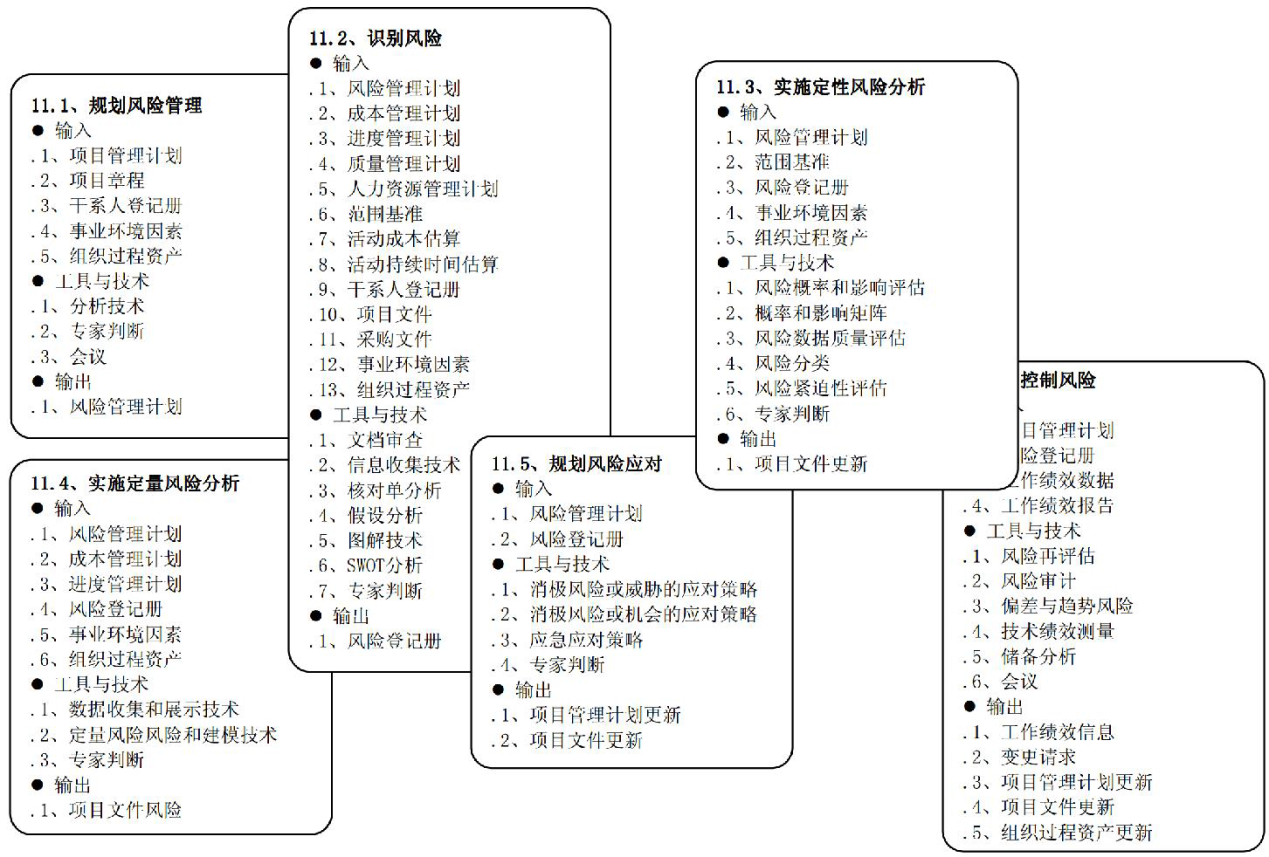 11.1、规划风险管理
● 输入
.1、项目管理计划
.2、项目章程
.3、干系人登记册
.4、事业环境因素
.5、组织过程资产
● 工具与技术
.1、分析技术
.2、专家判断
.3、会议
● 输出
.1、风险管理计划
11.2、识别风险
● 输入
.1、风险管理计划
.2、成本管理计划
.3、进度管理计划
.4、质量管理计划
.5、人力资源管理计划
.6、范围基准
.7、活动成本估算
.8、活动持续时间估算
.9、干系人登记册
.10、项目文件
.11、采购文件
.12、事业环境因素
.13、组织过程资产
● 工具与技术
.1、文档审查
.2、信息收集技术
.3、核对单分析
.4、假设分析
.5、图解技术
.6、SWOT分析
.7、专家判断
● 输出
.1、风险登记册
11.3、实施定性风险分析
● 输入
.1、风险管理计划
.2、范围基准
.3、风险登记册
.4、事业环境因素
.5、组织过程资产
● 工具与技术
.1、风险概率和影响评估
.2、概率和影响矩阵
.3、风险数据质量评估
.4、风险分类
.5、风险紧迫性评估
.6、专家判断
● 输出
.1、项目文件更新
11.4、实施定量风险分析
● 输入
.1、风险管理计划
.2、成本管理计划
.3、进度管理计划
.4、风险登记册
.5、事业环境因素
.6、组织过程资产
● 工具与技术
.1、数据收集和展示技术
.2、定量风险风险和建模技术
.3、专家判断
● 输出
.1、项目文件风险
11.5、规划风险应对
● 输入
.1、风险管理计划
.2、风险登记册
● 工具与技术
.1、消极风险或威胁的应对策略
.2、消极风险或机会的应对策略
.3、应急应对策略
.4、专家判断
● 输出
.1、项目管理计划更新
.2、项目文件更新
控制风险
目管理计划
险登记册
工作绩效数据
.4、工作绩效报告
● 工具与技术
.1、风险再评估
.2、风险审计
.3、偏差与趋势风险
.4、技术绩效测量
.5、储备分析
.6、会议
● 输出
.1、工作绩效信息
.2、变更请求
.3、项目管理计划更新
.4、项目文件更新
.5、组织过程资产更新